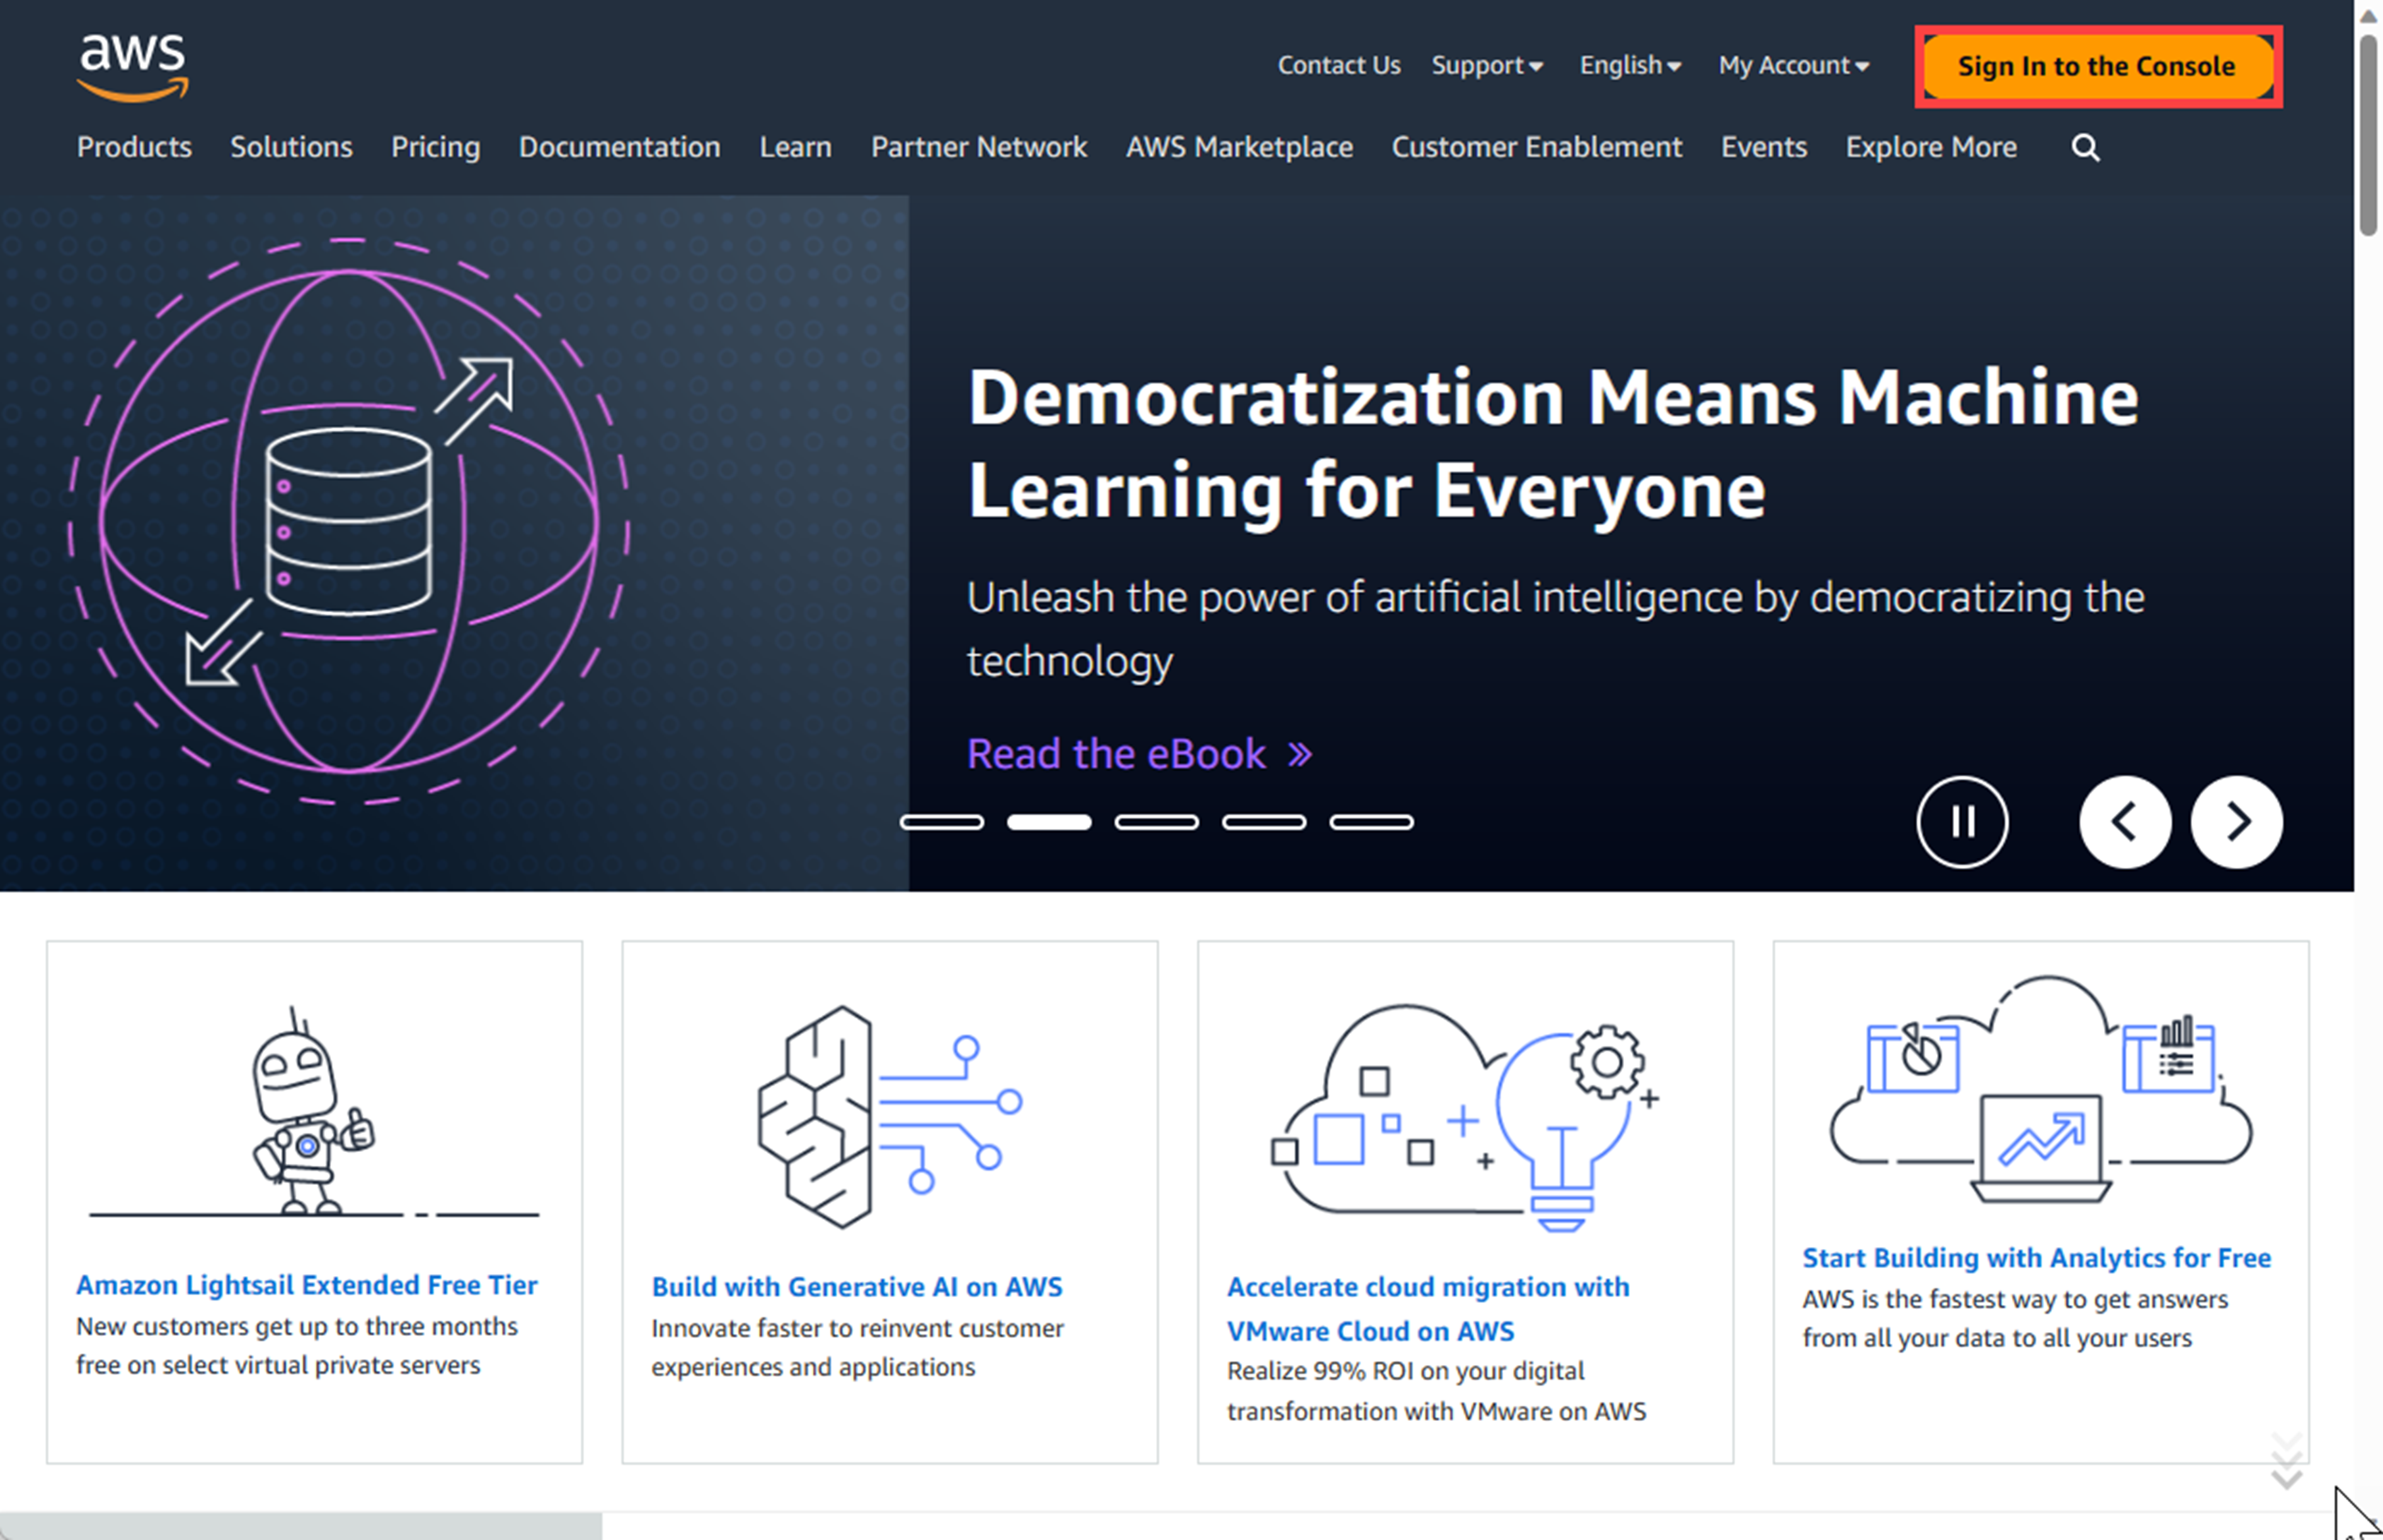 aws
Contact Us Support English My Account Sign In to the Console
Products Solutions Pricing Documentation Learn Partner Network AWS Marketplace Customer Enablement Events Explore More
Democratization Means Machine
Learning for Everyone
Unleash the power of artificial intelligence by democratizing the
technology
Read the eBook »
Amazon Lightsail Extended Free Tier
New customers get up to three months
free on select virtual private servers
Build with Generative AI on AWS
Innovate faster to reinvent customer
experiences and applications
Accelerate cloud migration with
VMware Cloud on AWS
Realize 99% ROI on your digital
transformation with VMware on AWS
Start Building with Analytics for Free
AWS is the fastest way to get answers
from all your data to all your users